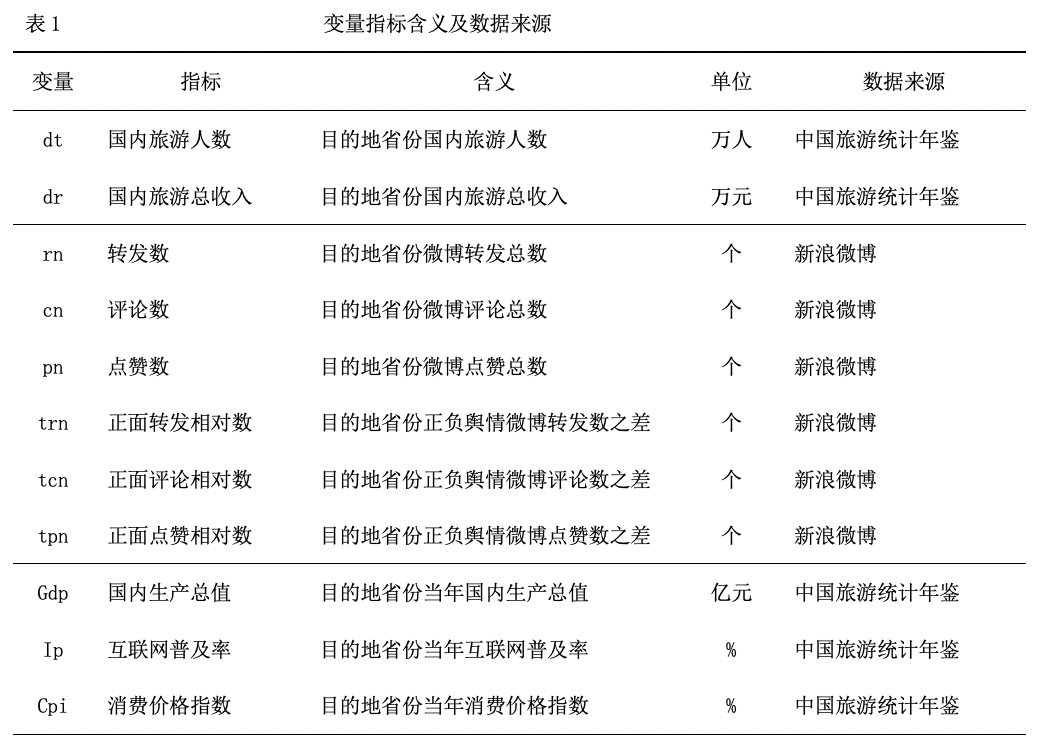 表1 变量指标含义及数据来源
变量 指标 含义 单位 数据来源
dt 国内旅游人数 目的地省份国内旅游人数 万人 中国旅游统计年鉴
dr 国内旅游总收入 目的地省份国内旅游总收入 万元 中国旅游统计年鉴
rn 转发数 目的地省份微博转发总数 个 新浪微博
cn 评论数 目的地省份微博评论总数 个 新浪微博
pn 点赞数 目的地省份微博点赞总数 个 新浪微博
trn 正面转发相对数 目的地省份正负舆情微博转发数之差 个 新浪微博
tcn 正面评论相对数 目的地省份正负舆情微博评论数之差 个 新浪微博
tpn 正面点赞相对数 目的地省份正负舆情微博点赞数之差 个 新浪微博
Gdp 国内生产总值 目的地省份当年国内生产总值 亿元 中国旅游统计年鉴
Ip 互联网普及率 目的地省份当年互联网普及率 % 中国旅游统计年鉴
Cpi 消费价格指数 目的地省份当年消费价格指数 % 中国旅游统计年鉴